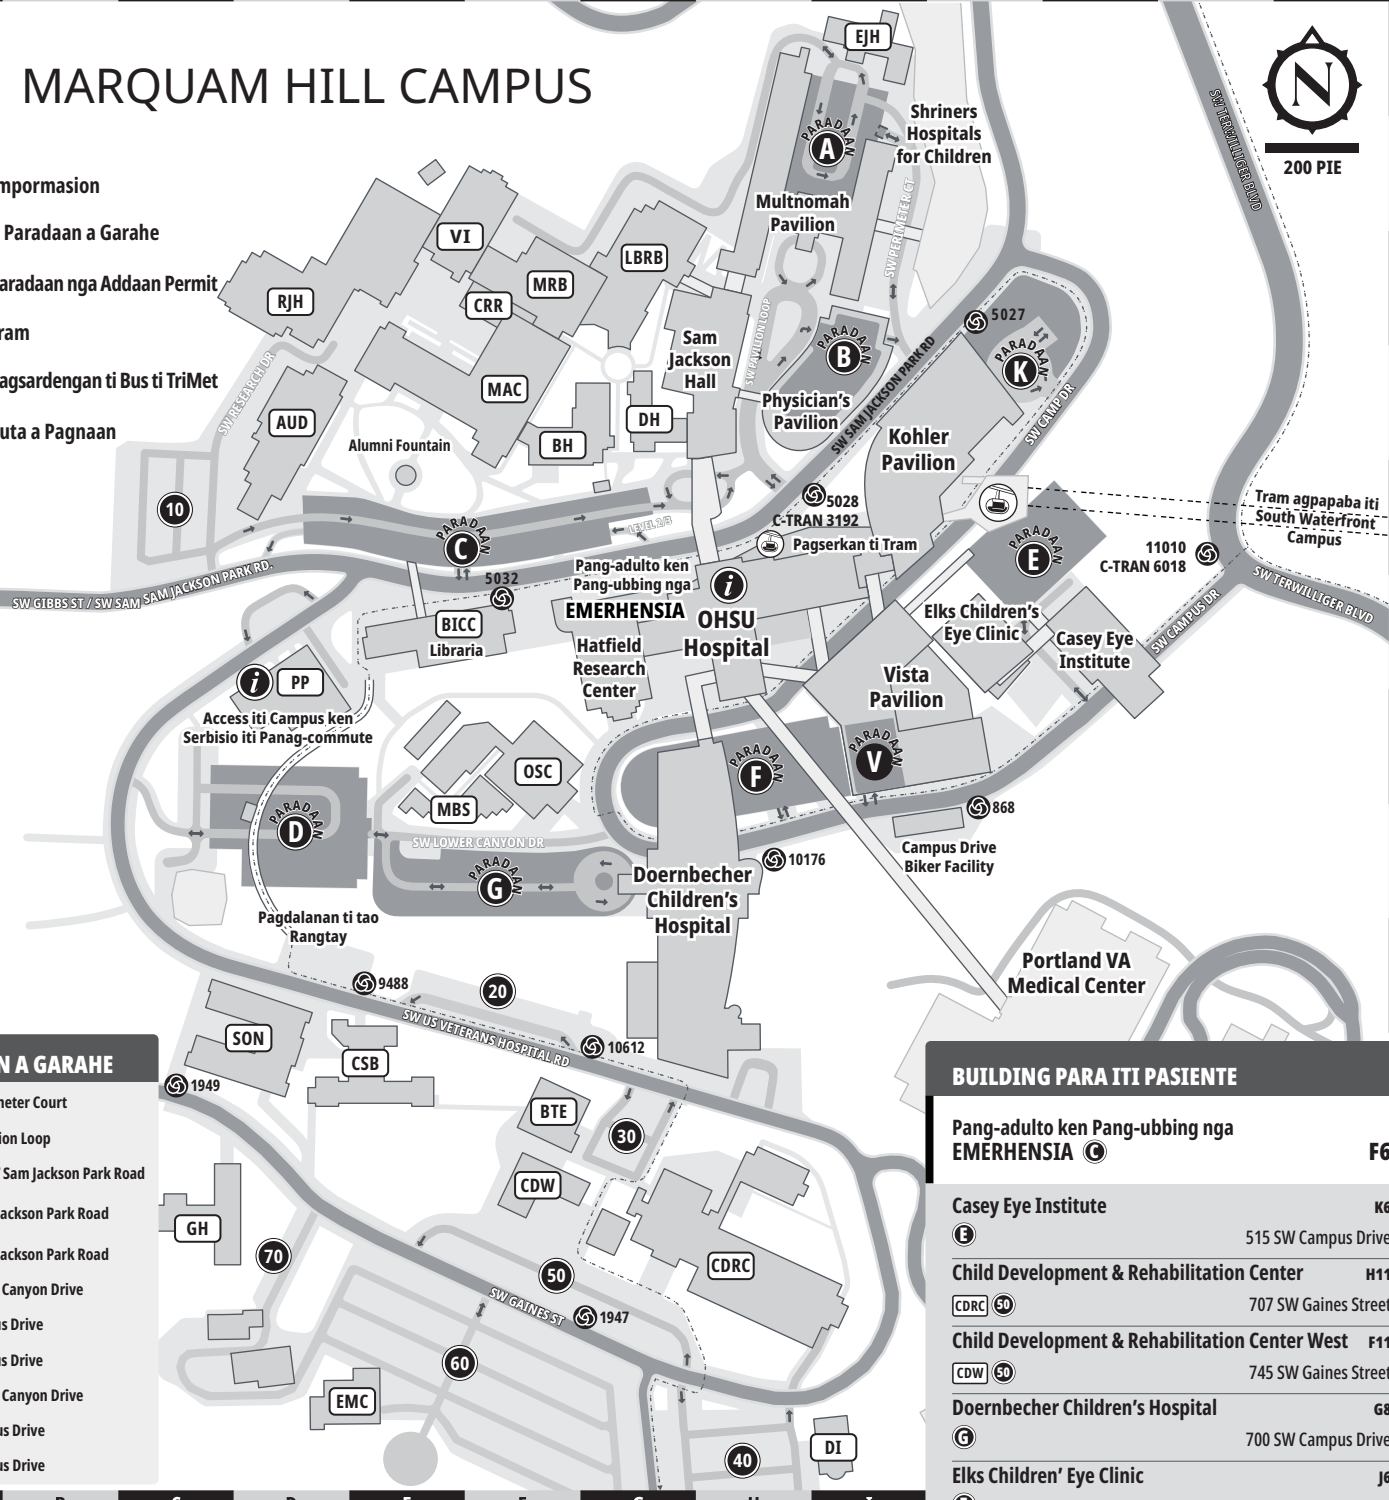 MARQUAM HILL CAMPUS
200 PIE
mpormasion
Paradaan a Garahe
aradaan nga Addaan Permit
ram
agsardengan ti Bus ti TriMet
uta a Pagnaan
EJH
Shriners
Hospitals
for Children
PARADAAN
A
Multnomah
Pavilion
SW PERIMETER CT
SW TERWILLIGER BLVD
VI
RJH
CRR
MRB
LBRB
MAC
AUD
SW RESEARCH DR
Alumni Fountain
BH
DH
Sam
Jackson
Hall
SW PAVILION LOOP
PARADAAN
B
Physician's
Pavilion
SW SAM JACKSON PARK RD
5027
PARADAAN
K
SW CAMP DR
Kohler
Pavilion
10
PARADAAN
C
LEVEL 2/3
5028
C-TRAN 3192
Pagserkan ti Tram
Tram agpapaba iti
South Waterfront
Campus
PARADAAN
E
11010
C-TRAN 6018
SW TERWILLIGER BLVD
SW CAMPUS DR
SW GIBBS ST / SW SAM JACKSON PARK RD.
5032
Pang-adulto ken
Pang-ubbing nga
EMERHENSIA
i
OHSU
Hospital
Hatfield
Research
Center
BICC
Libraria
Elks Children's
Eye Clinic
Casey Eye
Institute
Vista
Pavilion
i
PP
Access iti Campus ken
Serbisio iti Panag-commute
OSC
MBS
PARADAAN
F
PARADAAN
V
868
Campus Drive
Biker Facility
10176
PARADAAN
D
SW LOWER CANYON DR
PARADAAN
G
Doernbecher
Children's
Hospital
Pagdalanan ti tao
Rangtay
Portland VA
Medical Center
9488
20
SW US VETERANS HOSPITAL RD
10612
SON
CSB
1949
BTE
30
CDW
GH
70
50
CDRC
SW GAINES ST
1947
60
EMC
40
DI
N A GARAHE
meter Court
ion Loop
Sam Jackson Park Road
ackson Park Road
ackson Park Road
Canyon Drive
us Drive
us Drive
Canyon Drive
us Drive
us Drive
BUILDING PARA ITI PASIENTE
Pang-adulto ken Pang-ubbing nga
EMERHENSIA C F6
Casey Eye Institute K6
E 515 SW Campus Drive
Child Development & Rehabilitation Center H11
CDRC 50 707 SW Gaines Street
Child Development & Rehabilitation Center West F11
CDW 50 745 SW Gaines Street
Doernbecher Children's Hospital G8
G 700 SW Campus Drive
Elks Children' Eye Clinic J6